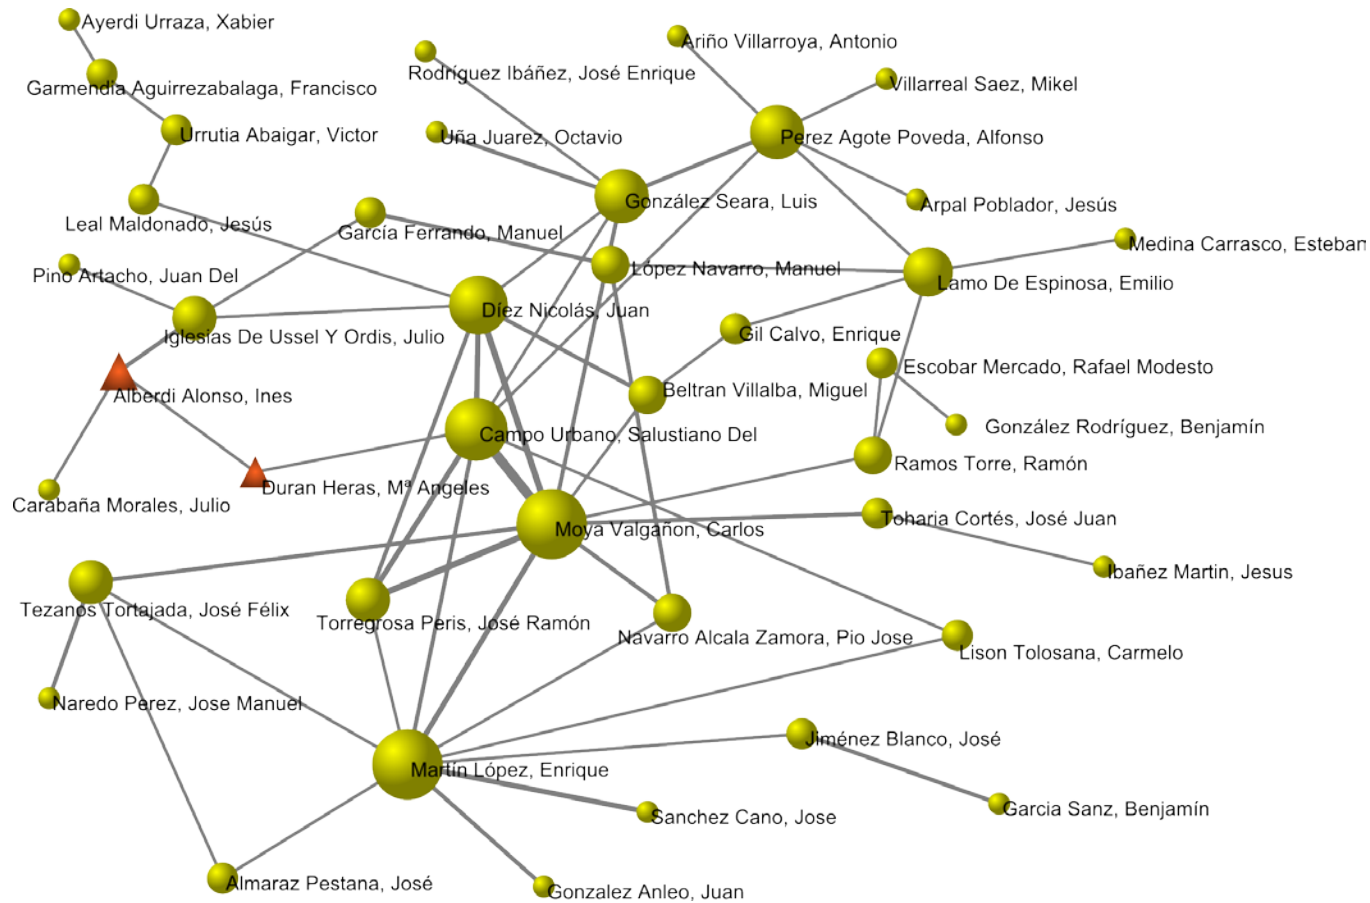 Ayerdi Urraza, Xabier
Ariño Villarroya, Antonio
Rodríguez Ibáñez, José Enrique
Garmendia Aguirrezabalaga, Francisco
Villarreal Saez, Mikel
Urrutia Abaigar, Victor
Uña Juarez, Octavio
Perez Agote Poveda, Alfonso
González Seara, Luis
Arpal Poblador, Jesús
Leal Maldonado, Jesús
García Ferrando, Manuel
Medina Carrasco, Esteban
Pino Artacho, Juan Del
López Navarro, Manuel
Lamo De Espinosa, Emilio
Díez Nicolás, Juan
Iglesias De Ussel Y Ordis, Julio
Gil Calvo, Enrique
Escobar Mercado, Rafael Modesto
Alberdi Alonso, Ines
Beltran Villalba, Miguel
González Rodríguez, Benjamín
Campo Urbano, Salustiano Del
Ramos Torre, Ramón
Duran Heras, Mª Angeles
Carabaña Morales, Julio
Toharia Cortés, José Juan
Moya Valgañon, Carlos
Ibañez Martin, Jesus
Tezanos Tortajada, José Félix
Torregrosa Peris, José Ramón
Navarro Alcala Zamora, Pio Jose
Lison Tolosana, Carmelo
Naredo Perez, Jose Manuel
Jiménez Blanco, José
Martín López, Enrique
Garcia Sanz, Benjamín
Sanchez Cano, Jose
Almaraz Pestana, José
Gonzalez Anleo, Juan